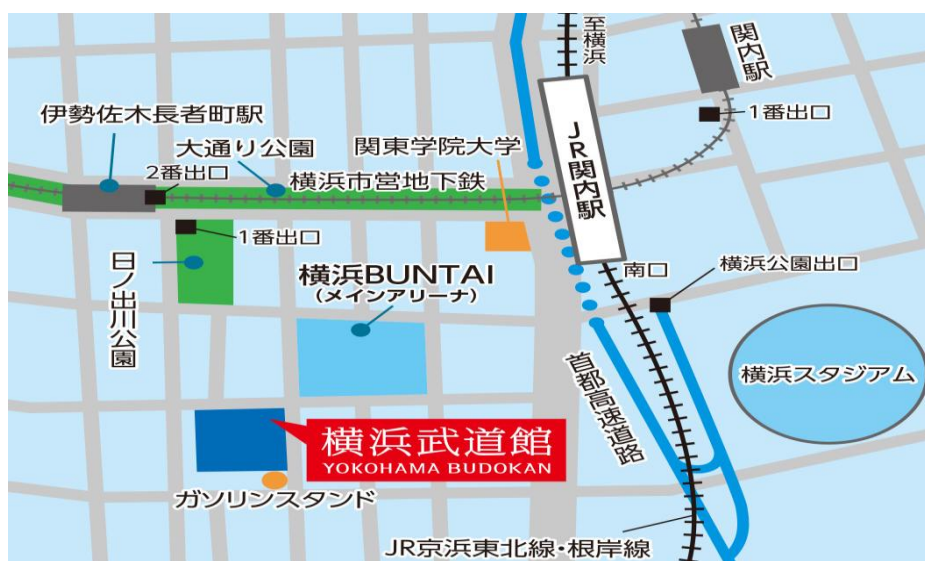 至横浜
関内駅
伊勢佐木長者町駅
1番出口
大通り公園
関東学院大学
JR関内駅
2番出口
横浜市営地下鉄
1番出口
日ノ出川公園
横浜BUNTAI
(メインアリーナ)
南口
横浜公園出口
首都高速道路
横浜スタジアム
横浜武道館
YOKOHAMA BUDOKAN
ガソリンスタンド
JR京浜東北線・根岸線